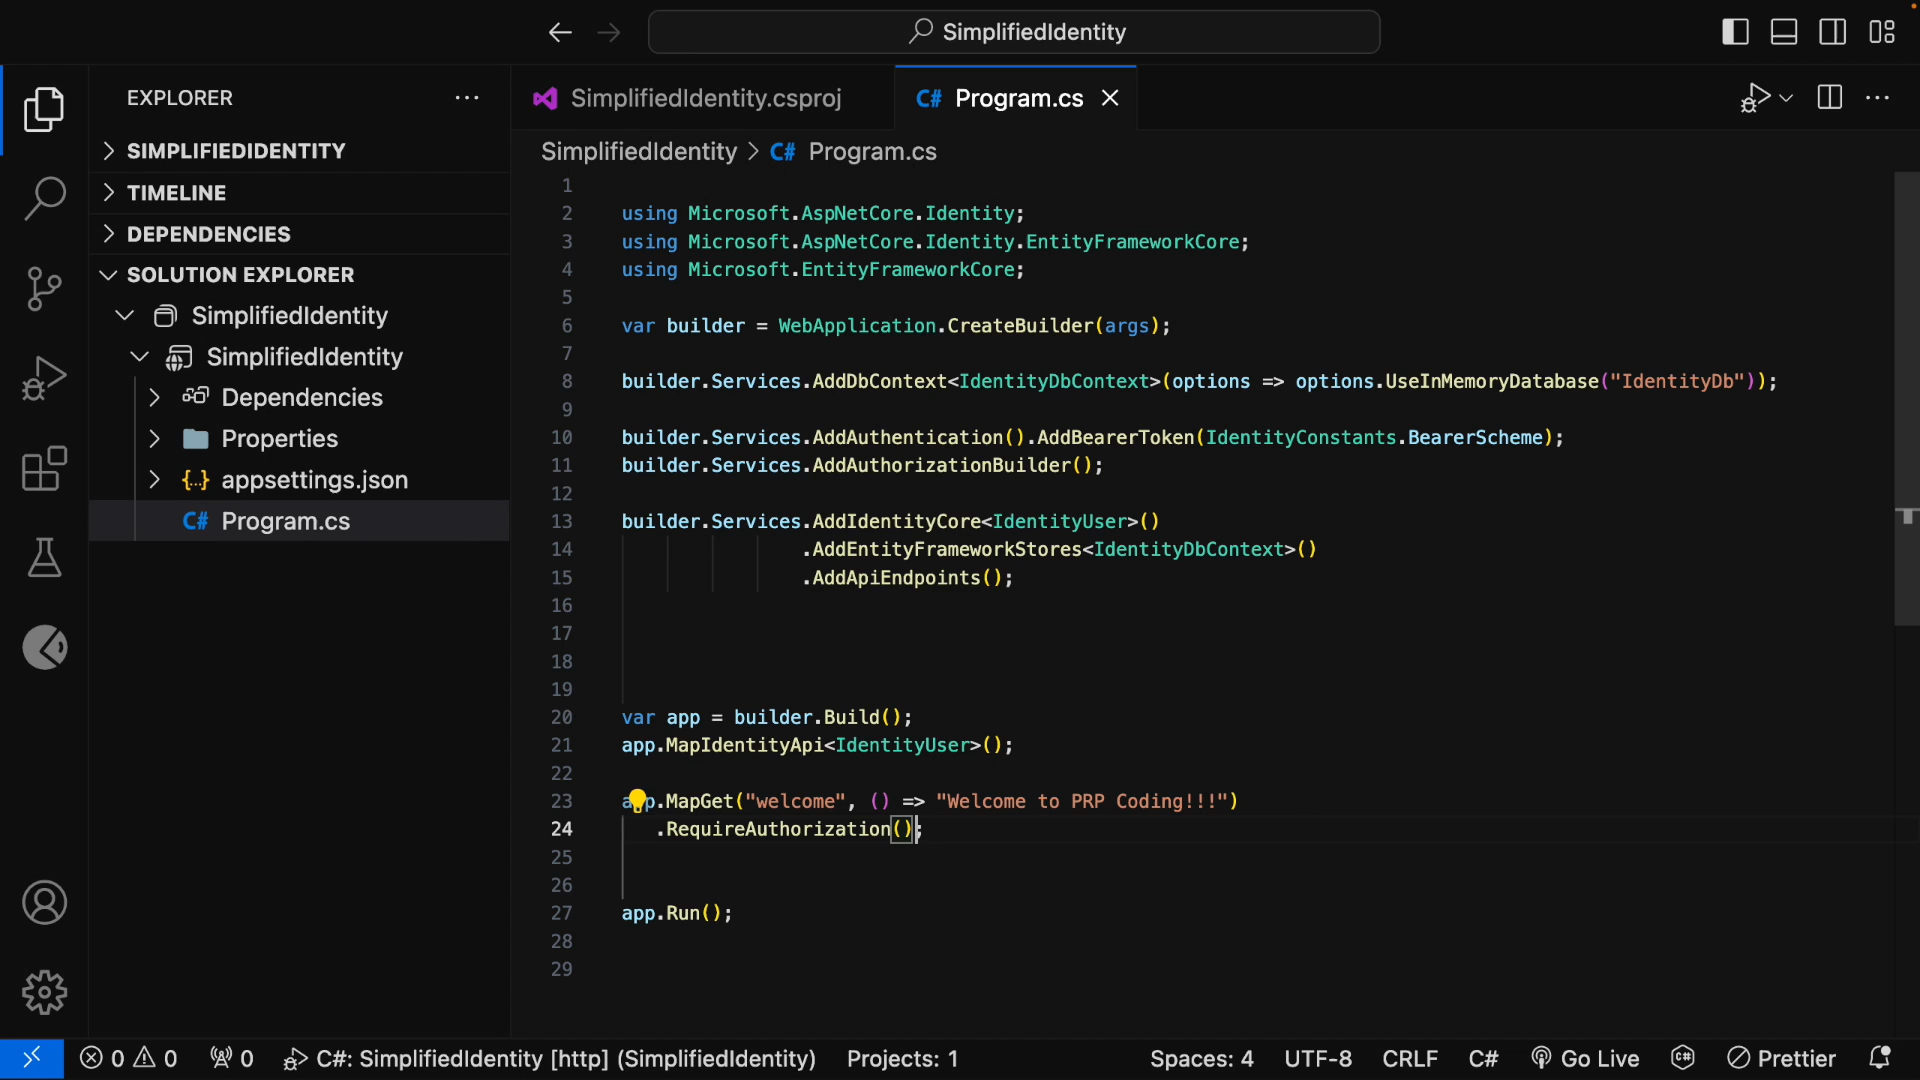 SimplifiedIdentity
EXPLORER
SIMPLIFIEDIDENTITY
TIMELINE
DEPENDENCIES
SOLUTION EXPLORER
SimplifiedIdentity
SimplifiedIdentity
Dependencies
Properties
{..} appsettings.json
C# Program.cs
SimplifiedIdentity.csproj
C# Program.cs
SimplifiedIdentity > C# Program.cs
1
2 using Microsoft.AspNetCore.Identity;
3 using Microsoft.AspNetCore.Identity.EntityFrameworkCore;
4 using Microsoft.EntityFrameworkCore;
5
6 var builder = WebApplication.CreateBuilder(args);
7
8 builder.Services.AddDbContext<IdentityDbContext>(options => options.UseInMemoryDatabase("IdentityDb"));
9
10 builder.Services.AddAuthentication().AddBearerToken(IdentityConstants.BearerScheme);
11 builder.Services.AddAuthorizationBuilder();
12
13 builder.Services.AddIdentityCore<IdentityUser>()
14 .AddEntityFrameworkStores<IdentityDbContext>()
15 .AddApiEndpoints();
16
17
18
19
20 var app = builder.Build();
21 app.MapIdentityApi<IdentityUser>();
22
23 app.MapGet("welcome", () => "Welcome to PRP Coding!!!")
24 .RequireAuthorization();
25
26
27 app.Run();
28
29
0 0 0 C#: SimplifiedIdentity [http] (SimplifiedIdentity) Projects: 1 Spaces: 4 UTF-8 CRLF C# Go Live Prettier